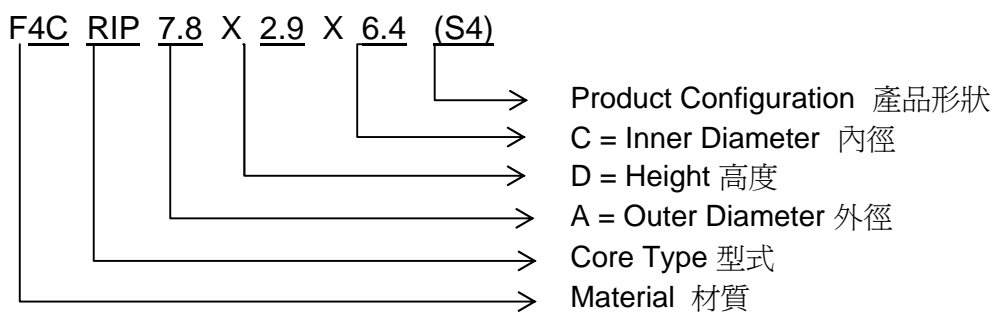 F4C RIP 7.8 X 2.9 X 6.4 (S4)
Product Configuration 產品形狀
C = Inner Diameter 內徑
D = Height 高度
A = Outer Diameter 外徑
Core Type 型式
Material 材質